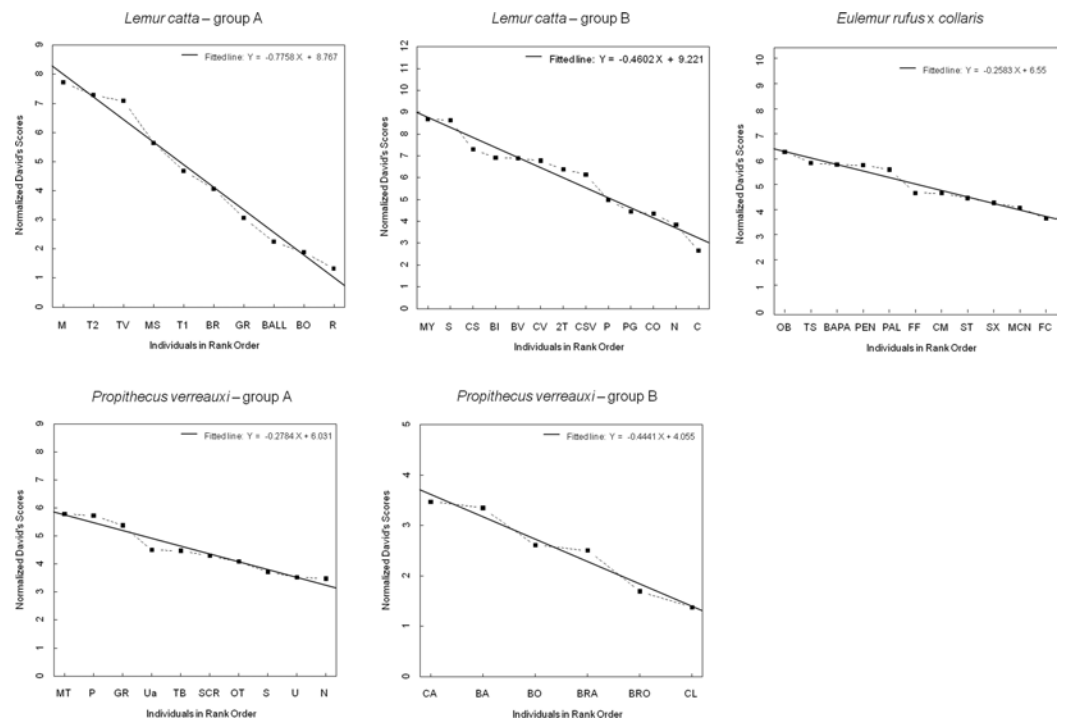 Lemur catta – group A
Fitted line: Y = -0.7758 X + 8.767
Normalized David's Scores
0 1 2 3 4 5 6 7 8 9
M T2 TV MS T1 BR GR BALL BO R
Individuals in Rank Order
Lemur catta – group B
Fitted line: Y = -0.4602 X + 9.221
Normalized David's Scores
0 1 2 3 4 5 6 7 8 9 10 11 12
MY S CS BI BV CV 2T CSV P PG CO N C
Individuals in Rank Order
Eulemur rufus x collaris
Fitted line: Y = -0.2583 X + 6.55
Normalized David's Scores
0 1 2 3 4 5 6 7 8 9 10
OB TS BAPA PEN PAL FF CM ST SX MCN FC
Individuals in Rank Order
Propithecus verreauxi – group A
Fitted line: Y = -0.2784 X + 6.031
Normalized David's Scores
0 1 2 3 4 5 6 7 8 9
MT P GR Ua TB SCR OT S U N
Individuals in Rank Order
Propithecus verreauxi – group B
Fitted line: Y = -0.4441 X + 4.055
Normalized David's Scores
0 1 2 3 4 5
CA BA BO BRA BRO CL
Individuals in Rank Order